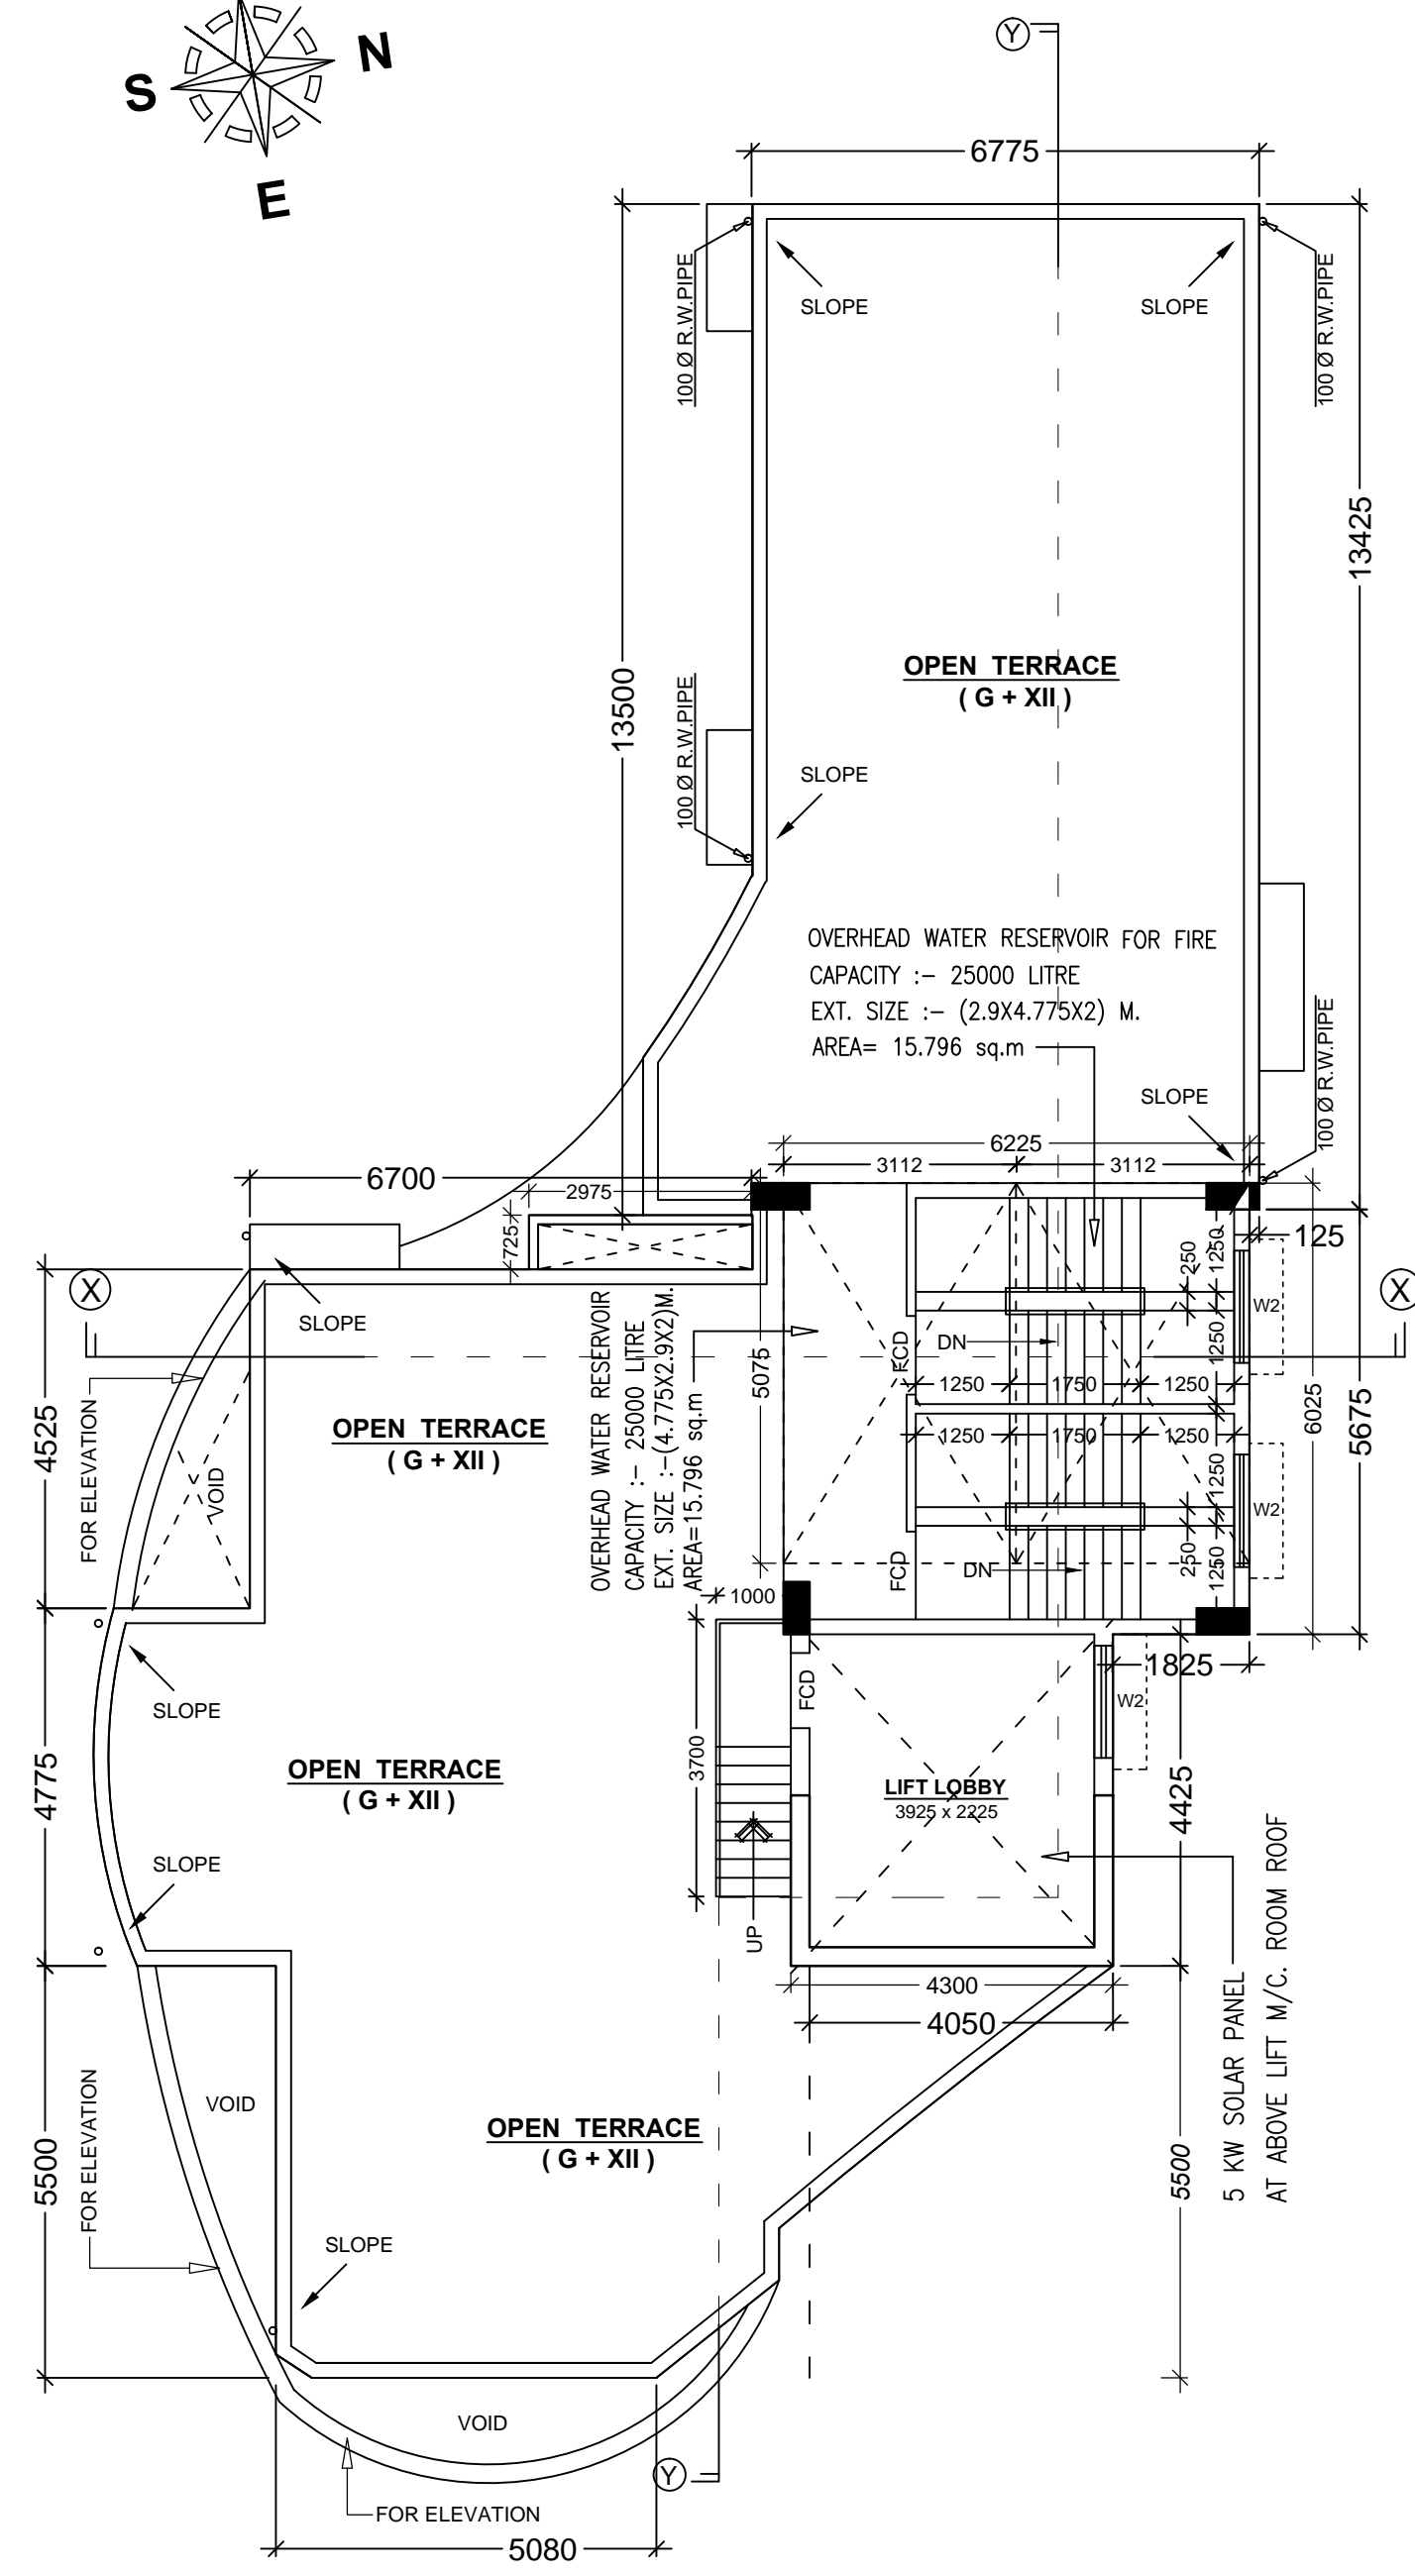 N
S
E
Y
6775
100 Ø R.W.PIPE
SLOPE
SLOPE
100 Ø R.W.PIPE
13500
13425
OPEN TERRACE
( G + XII )
100 Ø R.W.PIPE
SLOPE
OVERHEAD WATER RESERVOIR FOR FIRE
CAPACITY :- 25000 LITRE
EXT. SIZE :- (2.9X4.775X2) M.
AREA= 15.796 sq.m
100 Ø R.W.PIPE
SLOPE
6225
3112
3112
6700
2975
725
125
X
X
SLOPE
250
1250
W2
DN
FCD
1250
1250
1750
1250
5075
6025
5675
4525
FOR ELEVATION
VOID
OPEN TERRACE
( G + XII )
OVERHEAD WATER RESERVOIR
CAPACITY :- 25000 LITRE
EXT. SIZE :-(4.775X2.9X2)M.
AREA=15.796 sq.m
1250
1750
1250
1250
W2
FCD
DN
250
1250
1000
1825
SLOPE
FCD
W2
3700
4775
OPEN TERRACE
( G + XII )
LIFT LOBBY
3925 x 2225
4425
SLOPE
UP
4300
4050
5 KW SOLAR PANEL
AT ABOVE LIFT M/C. ROOM ROOF
FOR ELEVATION
VOID
OPEN TERRACE
( G + XII )
5500
5500
SLOPE
VOID
Y
FOR ELEVATION
5080